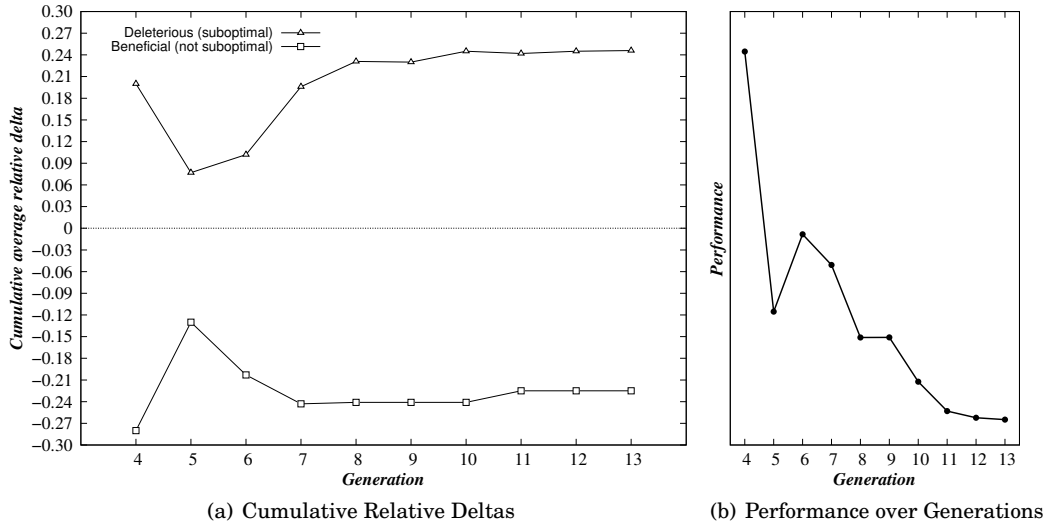 Deleterious (suboptimal)
Beneficial (not suboptimal)
0.30
0.27
0.24
0.21
0.18
0.15
0.12
0.09
0.06
0.03
0
−0.03
−0.06
−0.09
−0.12
−0.15
−0.18
−0.21
−0.24
−0.27
−0.30
Cumulative average relative delta
4 5 6 7 8 9 10 11 12 13
Generation
(a) Cumulative Relative Deltas
Performance
4 5 6 7 8 9 10 11 12 13
Generation
(b) Performance over Generations